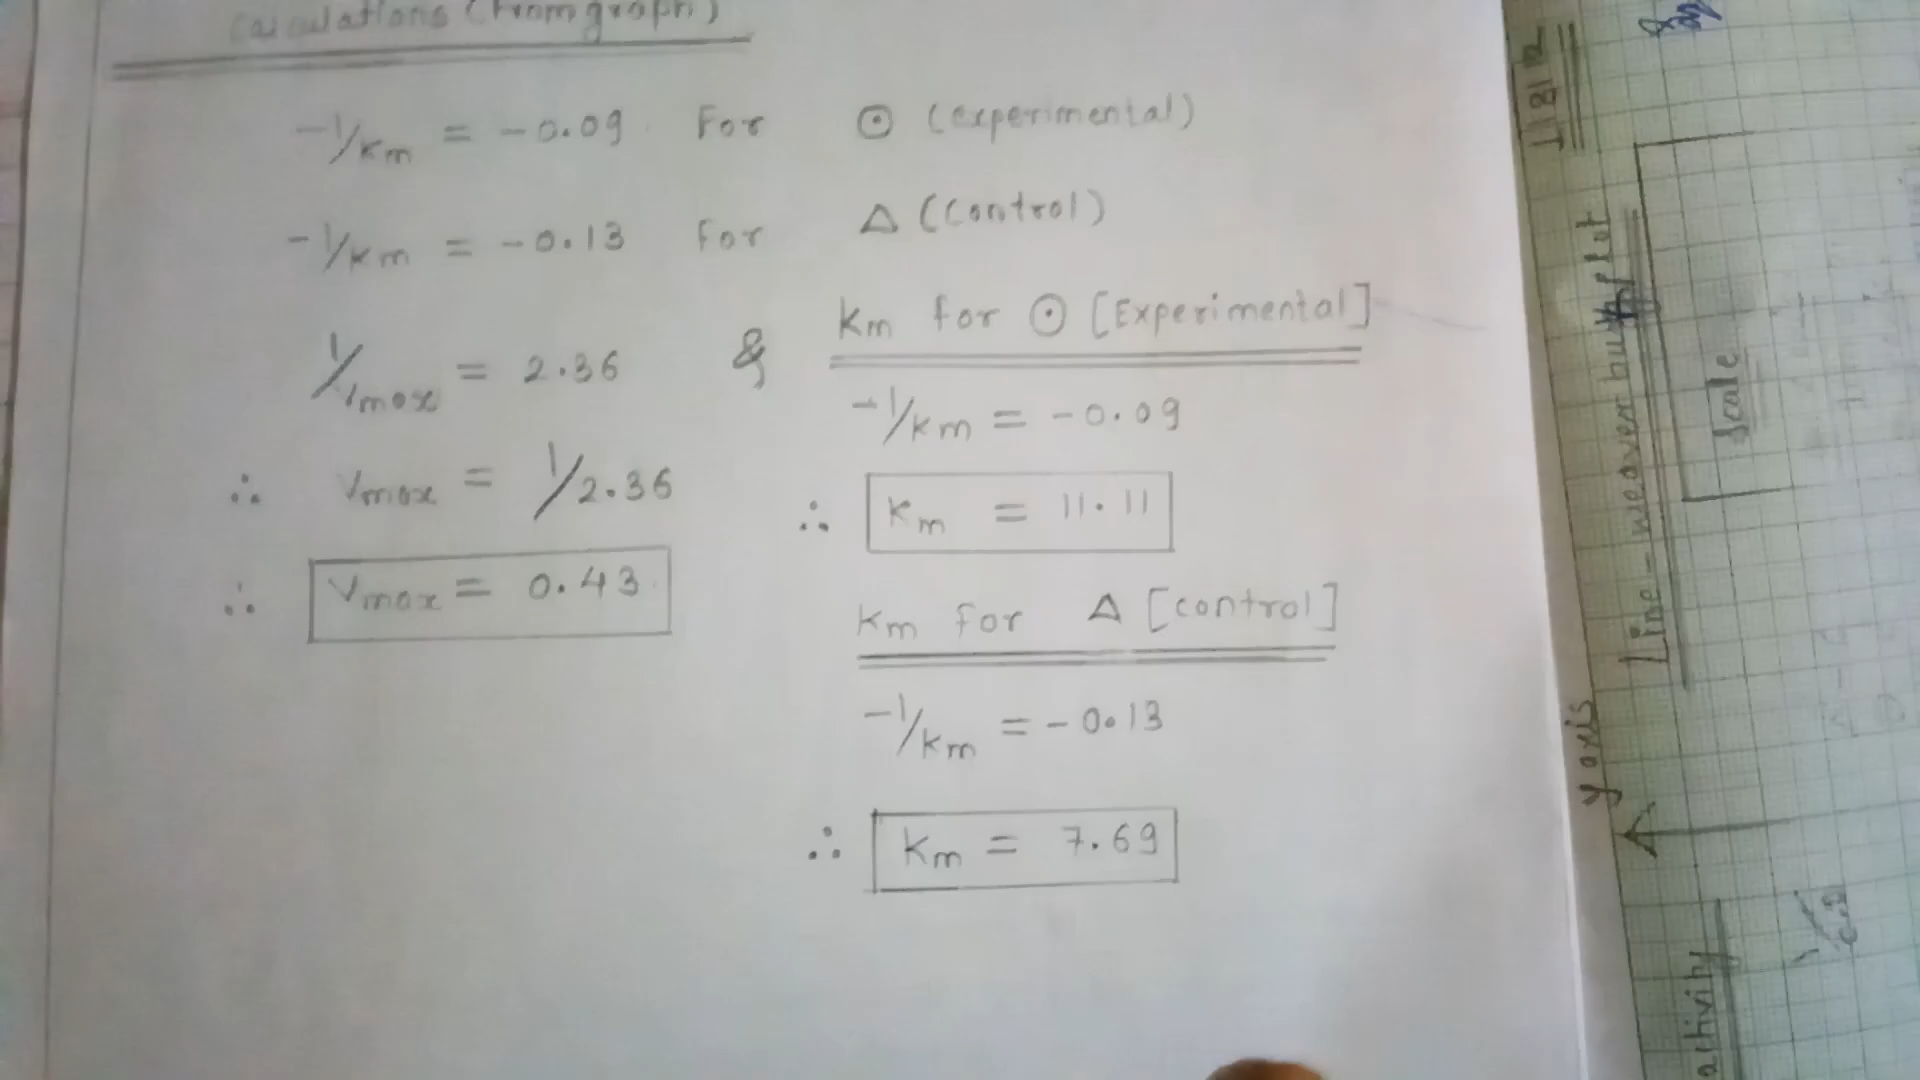 Calculations (From graph)
-1/Km = -0.09 For ⊙ (experimental)
-1/Km = -0.13 For △ (control)
1/Vmax = 2.36 &
∴ Vmax = 1/2.36
∴ Vmax = 0.43
Km for ⊙ [Experimental]
-1/Km = -0.09
∴ Km = 11.11
Km for △ [control]
-1/Km = -0.13
∴ Km = 7.69
Line-weaver burk plot
Scale
y axis
activity